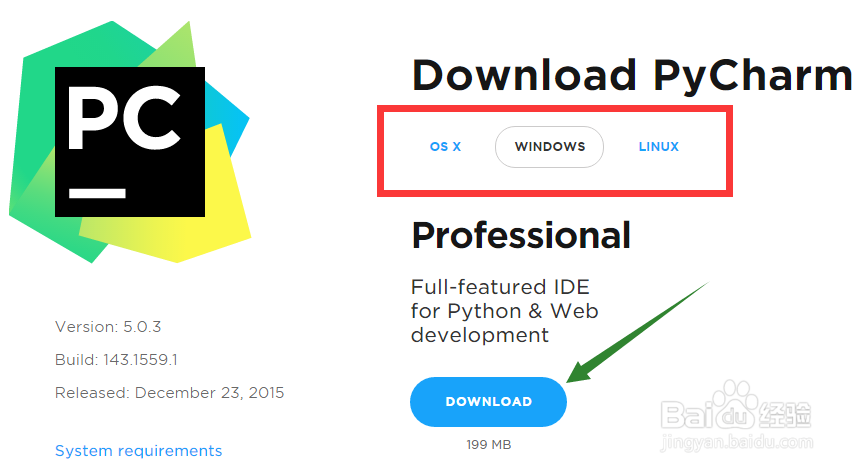 PC
Download PyCharm
OS X
WINDOWS
LINUX
Professional
Full-featured IDE
for Python & Web
development
DOWNLOAD
199 MB
Version: 5.0.3
Build: 143.1559.1
Released: December 23, 2015
System requirements
Baidu经验
jingyan.baidu.com